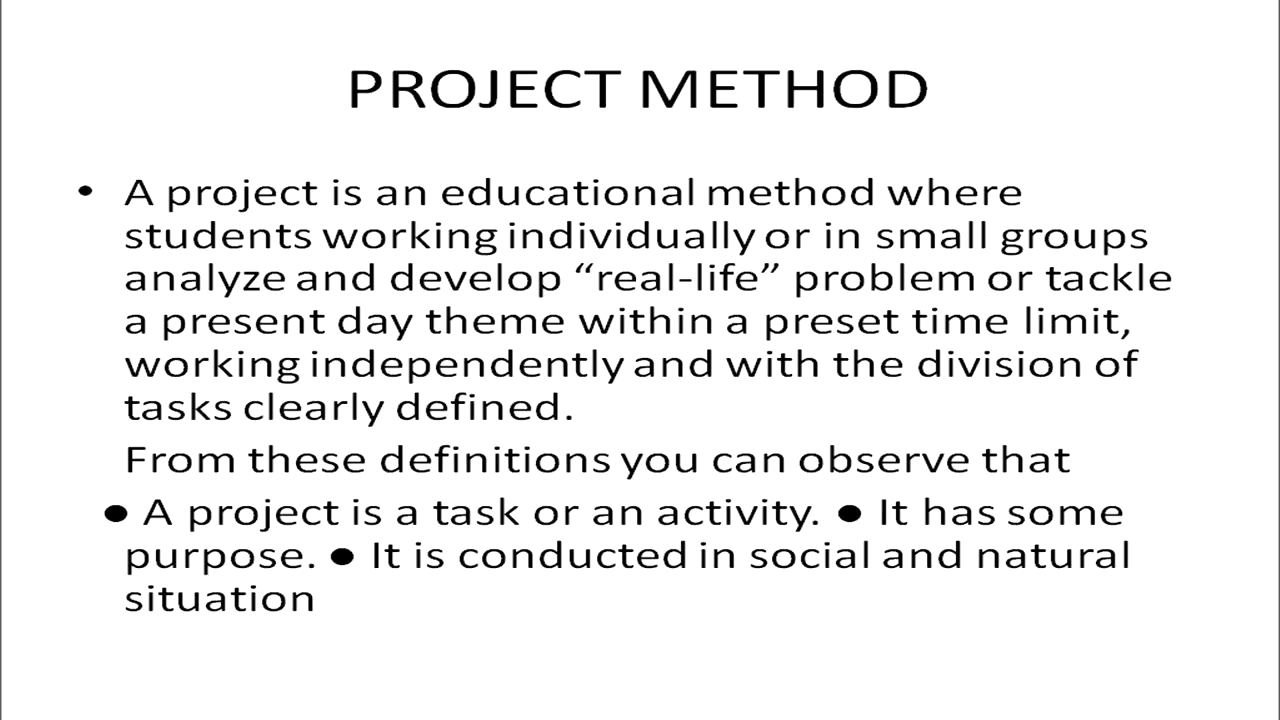 PROJECT METHOD
• A project is an educational method where
students working individually or in small groups
analyze and develop “real-life” problem or tackle
a present day theme within a preset time limit,
working independently and with the division of
tasks clearly defined.
From these definitions you can observe that
● A project is a task or an activity. ● It has some
purpose. ● It is conducted in social and natural
situation